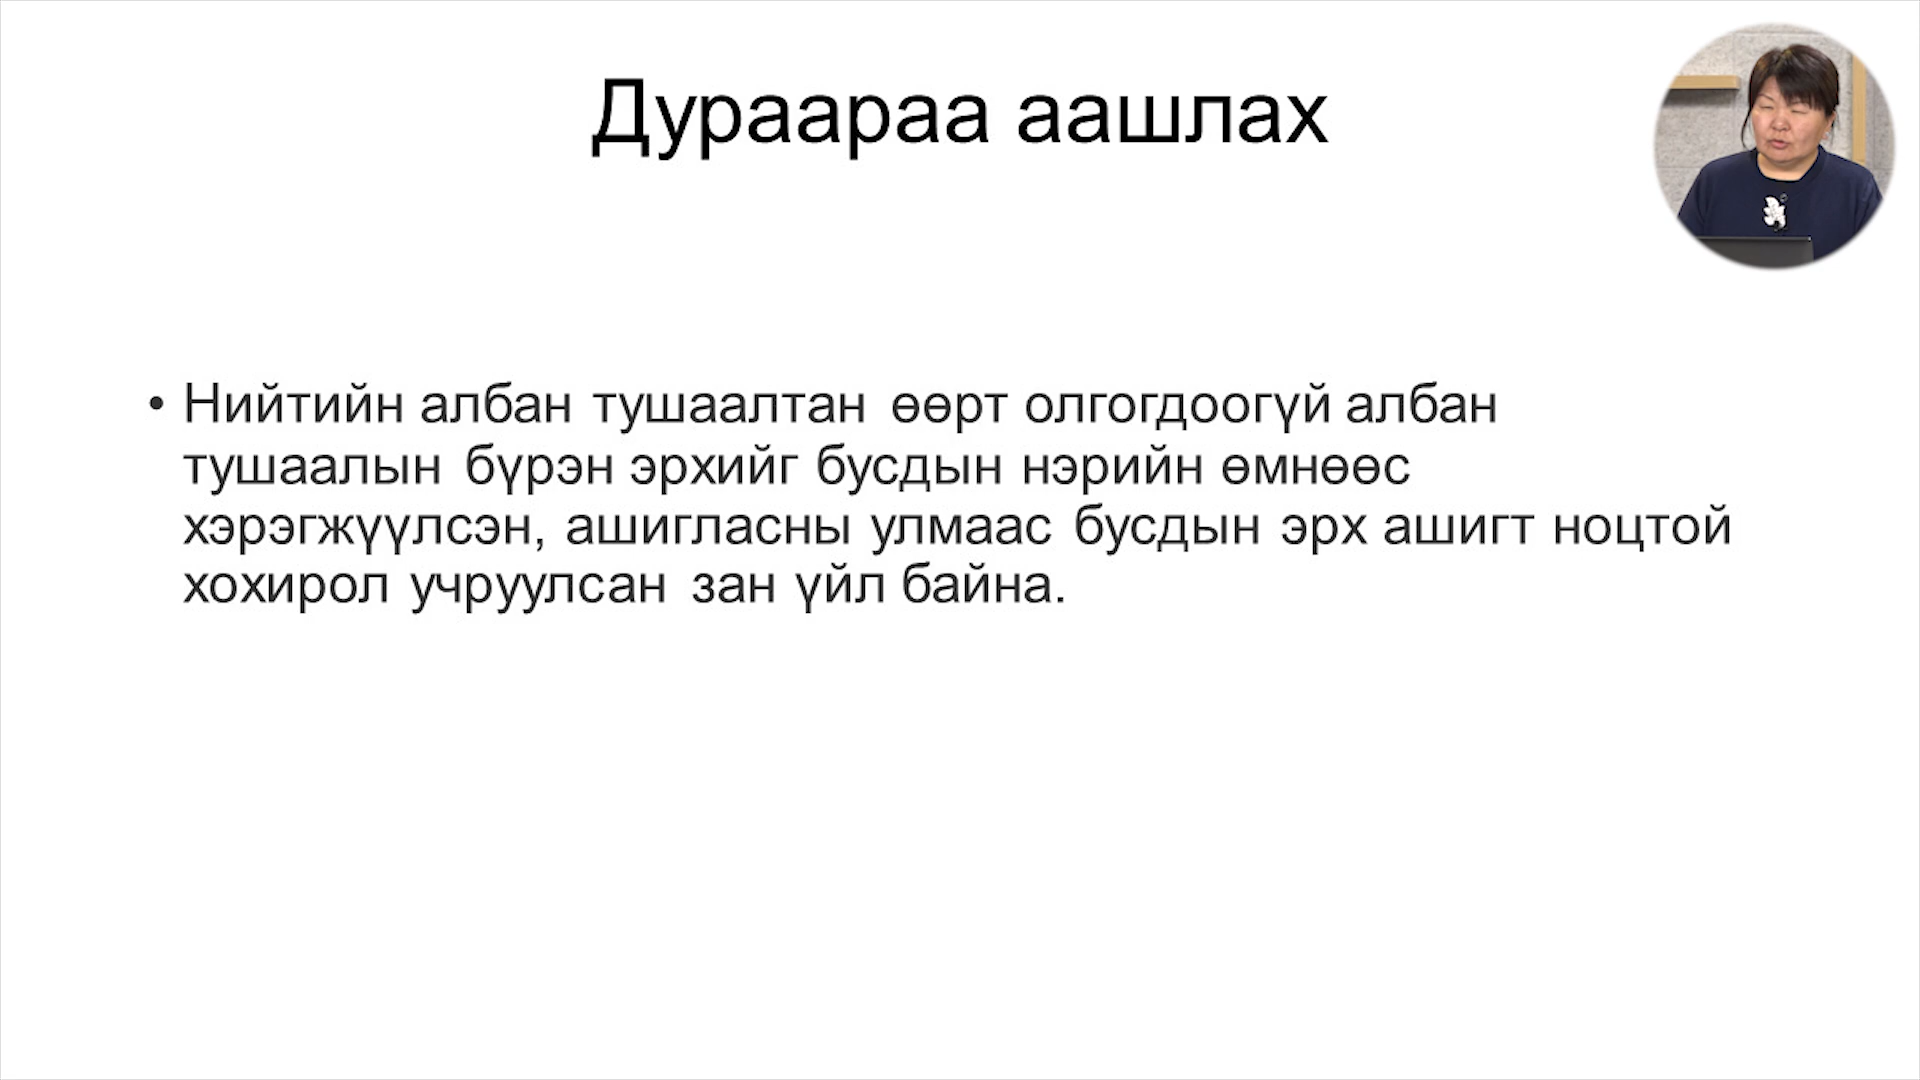 Дураараа аашлах
• Нийтийн албан тушаалтан өөрт олгогдоогүй албан
тушаалын бүрэн эрхийг бусдын нэрийн өмнөөс
хэрэгжүүлсэн, ашигласны улмаас бусдын эрх ашигт ноцтой
хохирол учруулсан зан үйл байна.